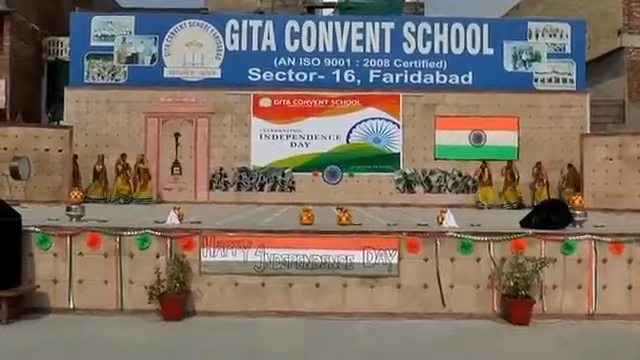 GITA CONVENT SCHOOL
(AN ISO 9001 : 2008 Certified)
Sector- 16, Faridabad
GITA CONVENT SCHOOL
CELEBRATING
INDEPENDENCE
DAY
HAPPY INDEPENDENCE DAY